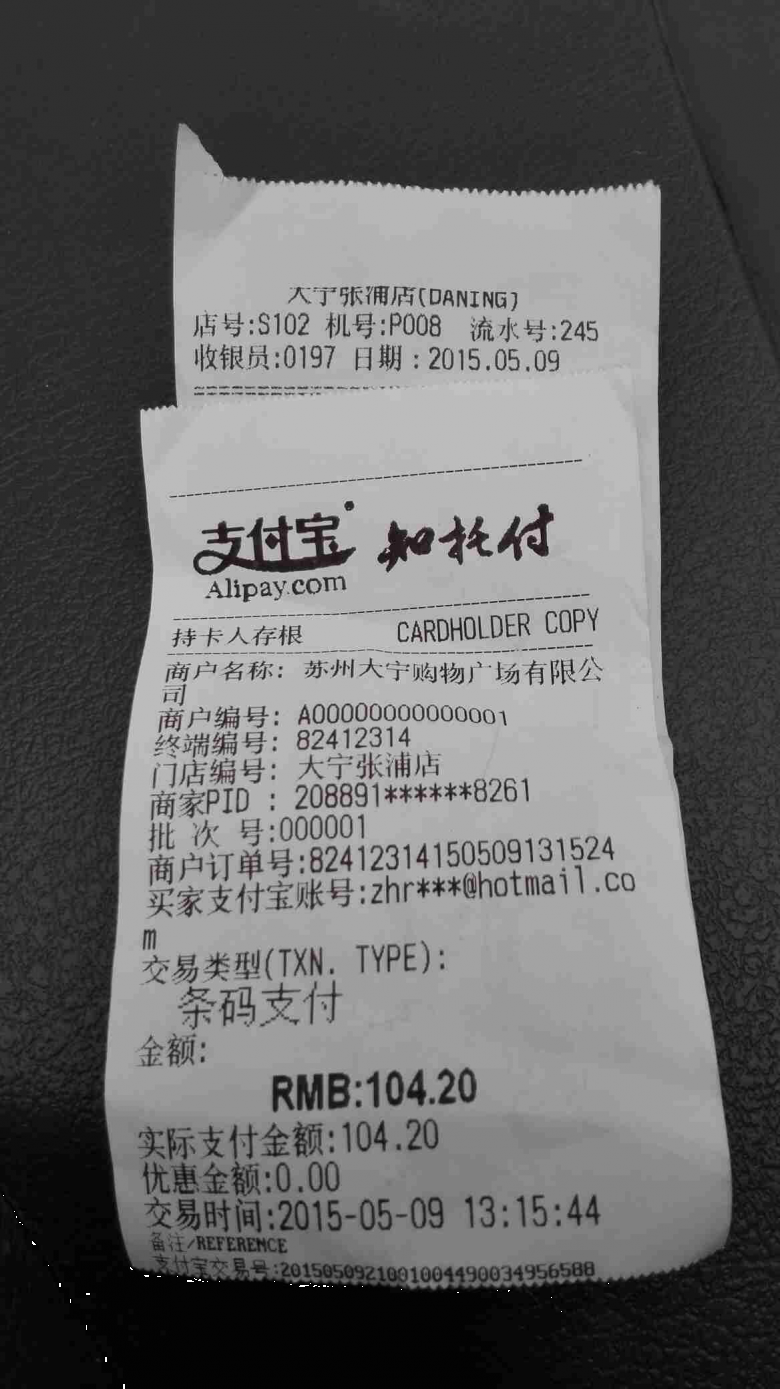 大宁张浦店(DANING)
店号:S102 机号:P008 流水号:245
收银员:0197 日期：2015.05.09
支付宝 知托付
Alipay.com
持卡人存根 CARDHOLDER COPY
商户名称: 苏州大宁购物广场有限公
司
商户编号: A00000000000001
终端编号: 82412314
门店编号: 大宁张浦店
商家PID : 208891******8261
批 次 号:000001
商户订单号:82412314150509131524
买家支付宝账号:zhr***@hotmail.co
m
交易类型(TXN. TYPE):
条码支付
金额:
RMB:104.20
实际支付金额:104.20
优惠金额:0.00
交易时间:2015-05-09 13:15:44
备注/REFERENCE
支付宝交易号:2015050921001004490034956588